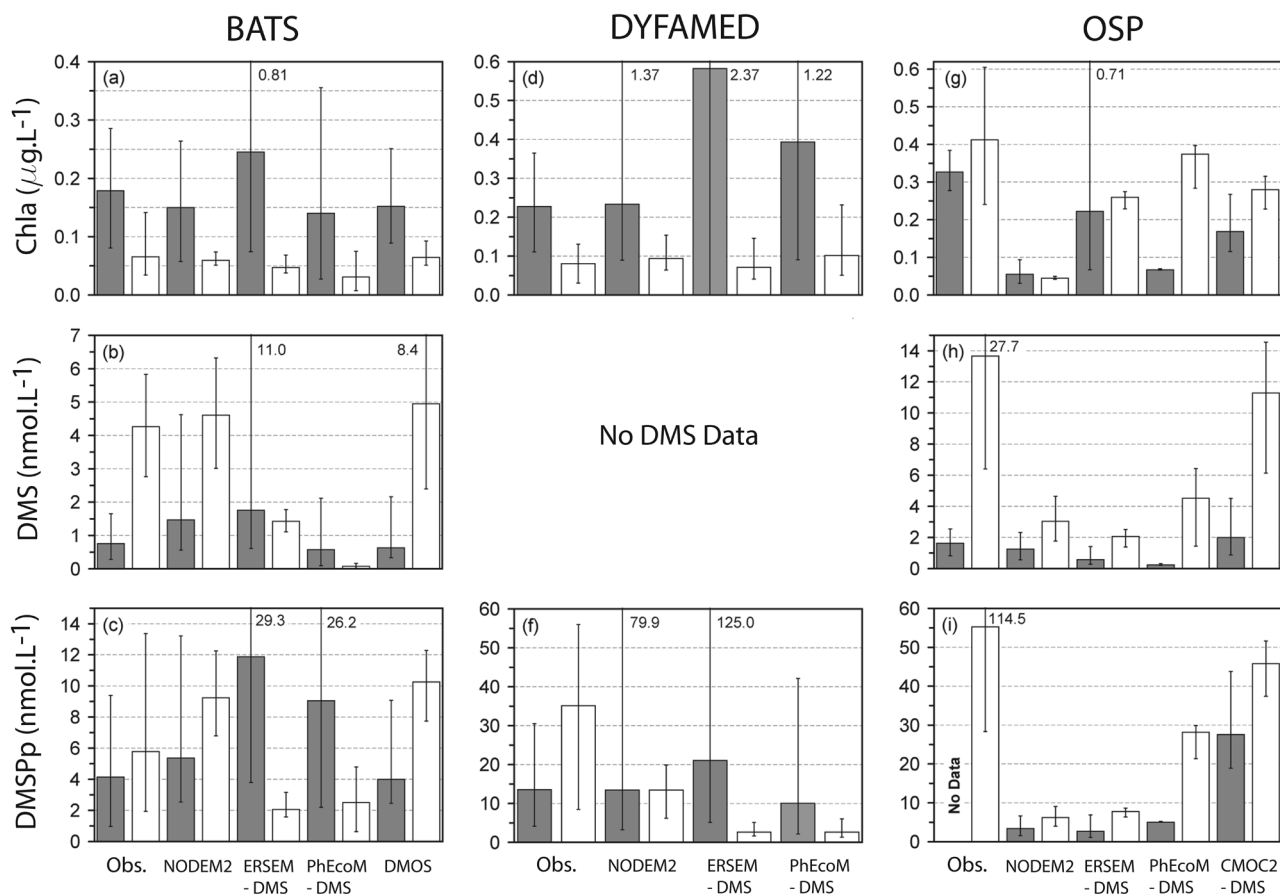 BATS
DYFAMED
OSP
Chla (µg.L-1)
(a)
0.4
0.3
0.2
0.1
0.0
0.81
(d)
0.6
0.5
0.4
0.3
0.2
0.1
0.0
1.37
2.37
1.22
(g)
0.6
0.5
0.4
0.3
0.2
0.1
0.0
0.71
DMS (nmol.L-1)
(b)
7
6
5
4
3
2
1
0
11.0
8.4
No DMS Data
(h)
14
12
10
8
6
4
2
0
27.7
DMSPp (nmol.L-1)
(c)
14
12
10
8
6
4
2
0
29.3
26.2
(f)
60
50
40
30
20
10
0
79.9
125.0
(i)
60
50
40
30
20
10
0
114.5
No Data
Obs.
NODEM2
ERSEM
- DMS
PhEcoM
- DMS
DMOS
Obs.
NODEM2
ERSEM
- DMS
PhEcoM
- DMS
Obs.
NODEM2
ERSEM
- DMS
PhEcoM
- DMS
CMOC2
- DMS